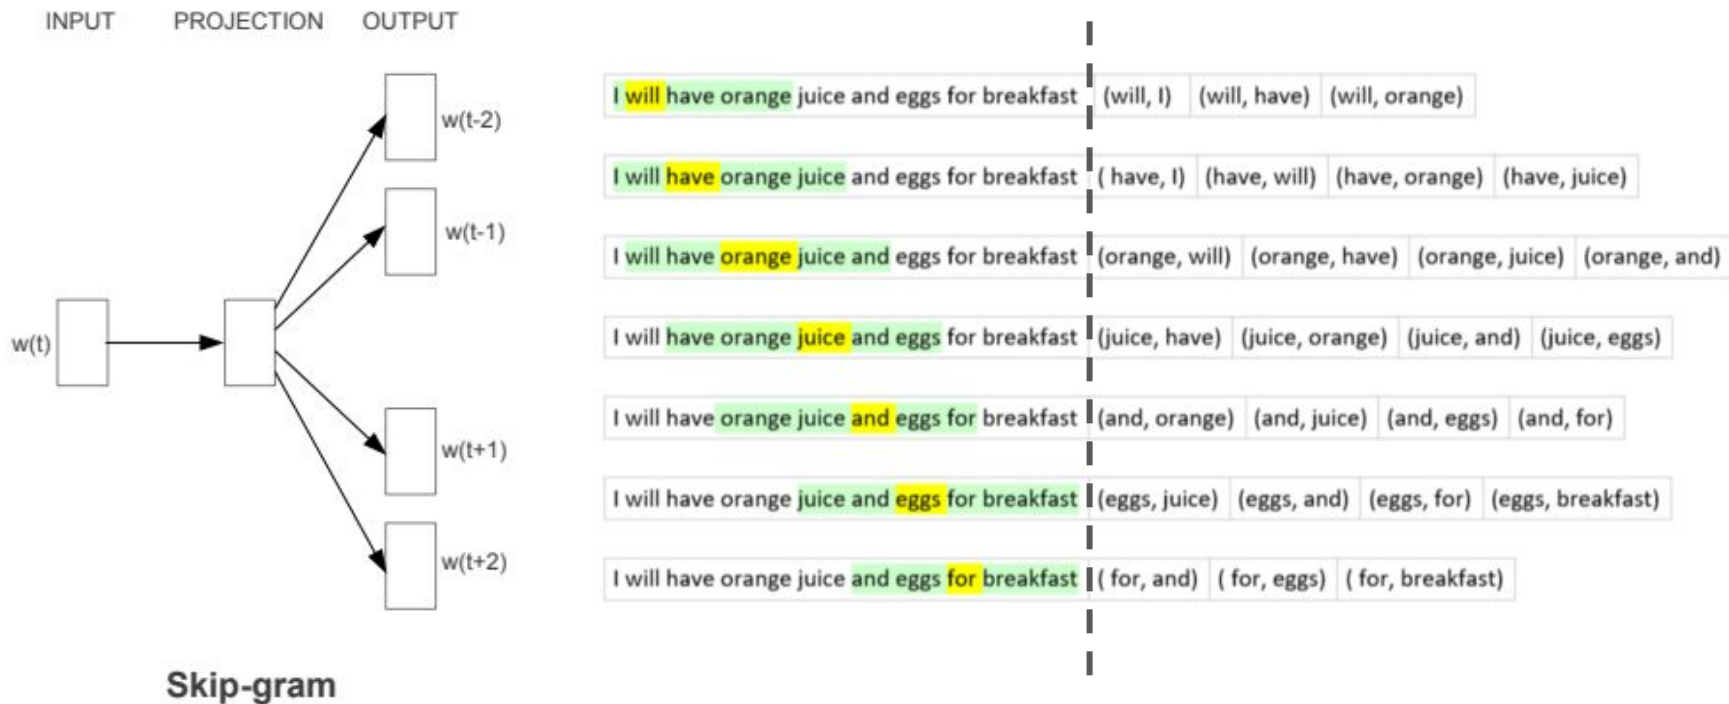 INPUT PROJECTION OUTPUT
w(t-2)
w(t-1)
w(t)
w(t+1)
w(t+2)
Skip-gram
I will have orange juice and eggs for breakfast (will, I) (will, have) (will, orange)
I will have orange juice and eggs for breakfast ( have, I) (have, will) (have, orange) (have, juice)
I will have orange juice and eggs for breakfast (orange, will) (orange, have) (orange, juice) (orange, and)
I will have orange juice and eggs for breakfast (juice, have) (juice, orange) (juice, and) (juice, eggs)
I will have orange juice and eggs for breakfast (and, orange) (and, juice) (and, eggs) (and, for)
I will have orange juice and eggs for breakfast (eggs, juice) (eggs, and) (eggs, for) (eggs, breakfast)
I will have orange juice and eggs for breakfast ( for, and) ( for, eggs) ( for, breakfast)